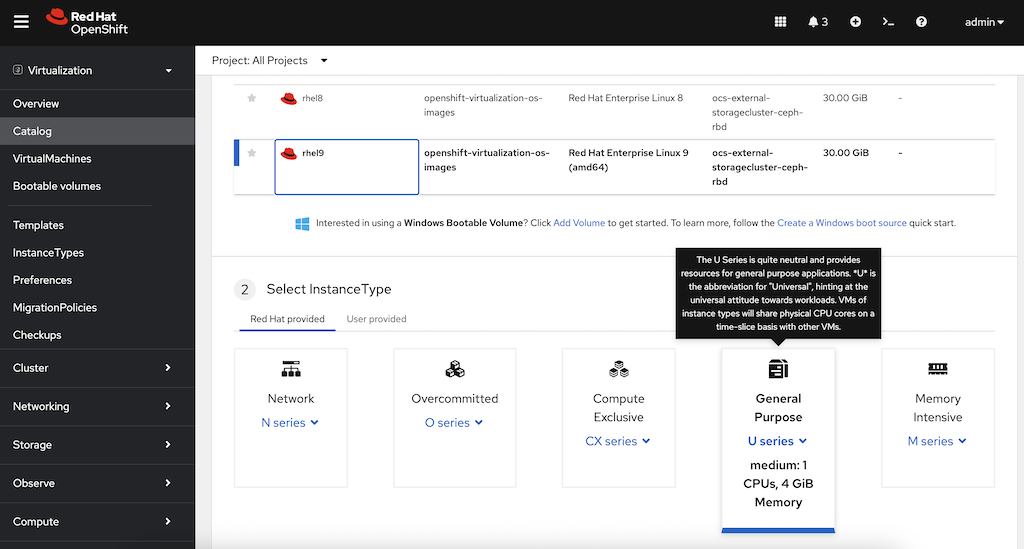 Red Hat
OpenShift
3
admin
Virtualization
Overview
Catalog
VirtualMachines
Bootable volumes
Templates
InstanceTypes
Preferences
MigrationPolicies
Checkups
Cluster
Networking
Storage
Observe
Compute
Project: All Projects
rhel8
openshift-virtualization-os-
images
Red Hat Enterprise Linux 8
ocs-external-
storagecluster-ceph-
rbd
30.00 GiB
-
rhel9
openshift-virtualization-os-
images
Red Hat Enterprise Linux 9
(amd64)
ocs-external-
storagecluster-ceph-
rbd
30.00 GiB
-
Interested in using a Windows Bootable Volume? Click Add Volume to get started. To learn more, follow the Create a Windows boot source quick start.
The U Series is quite neutral and provides
resources for general purpose applications. *U* is
the abbreviation for "Universal", hinting at the
universal attitude towards workloads. VMs of
instance types will share physical CPU cores on a
time-slice basis with other VMs.
2 Select InstanceType
Red Hat provided
User provided
Network
N series
Overcommitted
O series
Compute
Exclusive
CX series
General
Purpose
U series
medium: 1
CPUs, 4 GiB
Memory
Memory
Intensive
M series